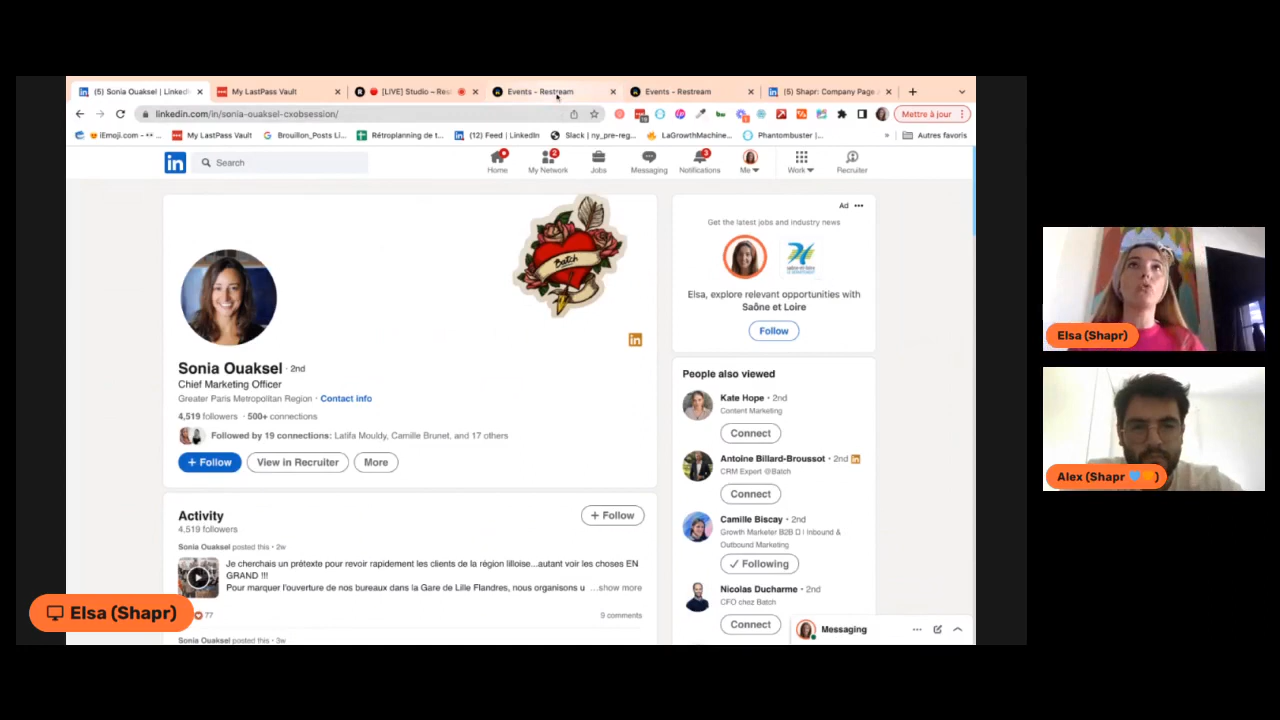 (5) Sonia Ouaksel | Linkedi
My LastPass Vault
[LIVE] Studio – Res
Events - Restream
Events - Restream
(5) Shapr: Company Page
linkedin.com/in/sonia-ouaksel-cxobsession/
Mettre à jour
iEmoji.com -
My LastPass Vault
Brouillon_Posts Li...
Rétroplanning de t...
(12) Feed | LinkedIn
Slack | ny_pre-reg...
LaGrowthMachine...
Phantombuster |...
»
Autres favoris
in
Search
Home
My Network
2
Jobs
Messaging
Notifications
3
Me
Work
Recruiter
Batch
in
Sonia Ouaksel · 2nd
Chief Marketing Officer
Greater Paris Metropolitan Region · Contact info
4,519 followers · 500+ connections
Followed by 19 connections: Latifa Mouldy, Camille Brunet, and 17 others
+ Follow
View in Recruiter
More
Activity
4,519 followers
+ Follow
Sonia Ouaksel posted this • 2w
Je cherchais un prétexte pour revoir rapidement les clients de la région lilloise...autant voir les choses EN
GRAND !!!
Pour marquer l'ouverture de nos bureaux dans la Gare de Lille Flandres, nous organisons u ...show more
77
9 comments
Sonia Ouaksel posted this • 3w
Ad •••
Get the latest jobs and industry news
Elsa, explore relevant opportunities with
Saône et Loire
Follow
People also viewed
Kate Hope • 2nd
Content Marketing
Connect
Antoine Billard-Broussot • 2nd in
CRM Expert @Batch
Connect
Camille Biscay • 2nd
Growth Marketer B2B | Inbound &
Outbound Marketing
✓ Following
Nicolas Ducharme • 2nd
CFO chez Batch
Connect
Messaging
Elsa (Shapr)
Elsa (Shapr)
Alex (Shapr 💙🧡)